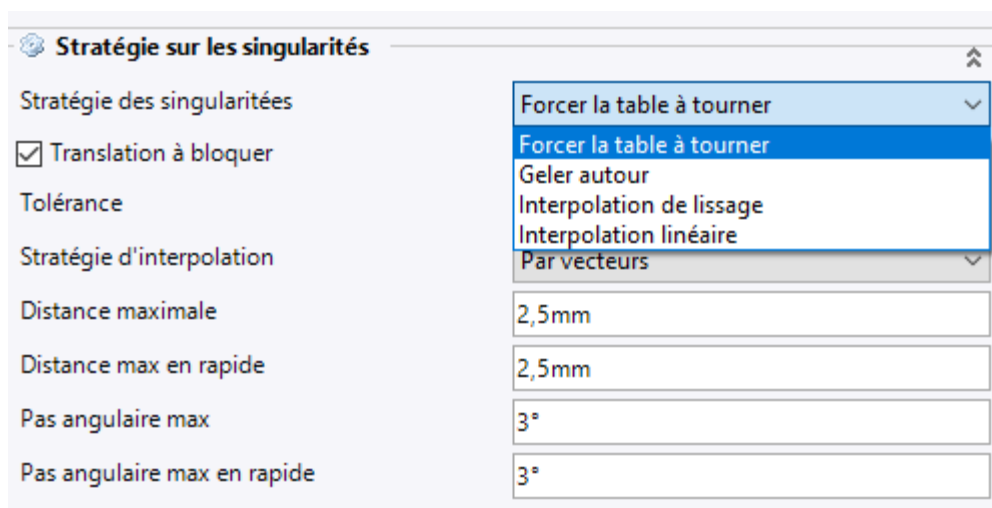 Stratégie sur les singularités
Stratégie des singularitées
Forcer la table à tourner
Forcer la table à tourner
Translation à bloquer
Geler autour
Tolérance
Interpolation de lissage
Interpolation linéaire
Stratégie d'interpolation
Par vecteurs
Distance maximale
2,5mm
Distance max en rapide
2,5mm
Pas angulaire max
3°
Pas angulaire max en rapide
3°